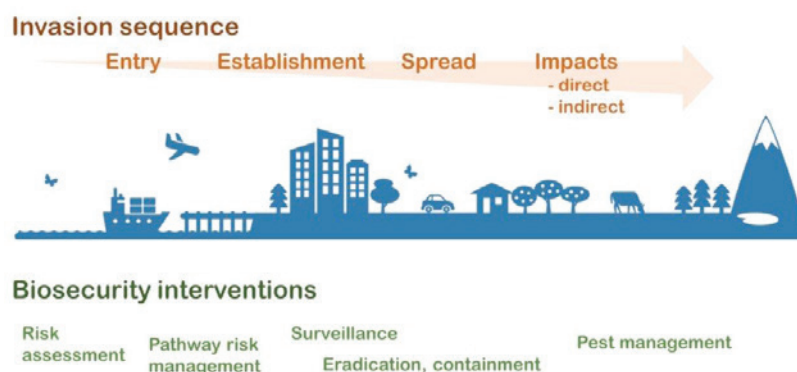 Invasion sequence
Entry Establishment Spread Impacts
- direct
- indirect
Biosecurity interventions
Risk
assessment
Pathway risk
management
Surveillance
Eradication, containment
Pest management